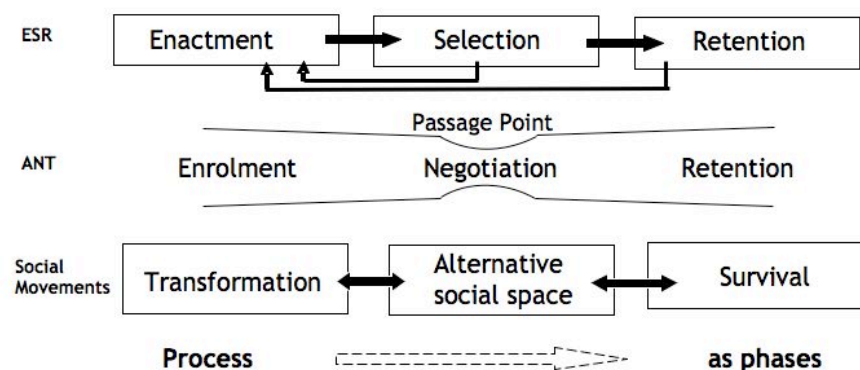 ESR
Enactment
Selection
Retention
Passage Point
ANT
Enrolment
Negotiation
Retention
Social
Movements
Transformation
Alternative
social space
Survival
Process
as phases